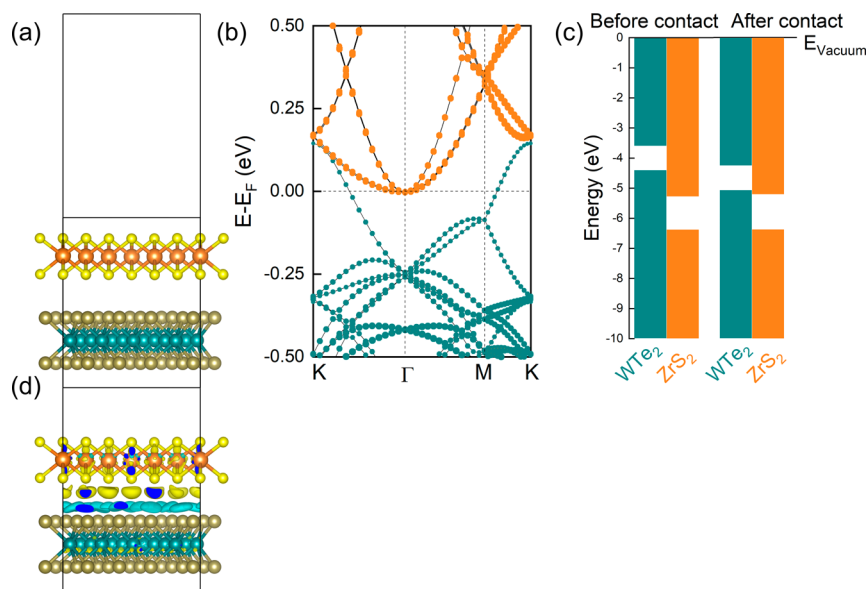 (a)
(b)
0.50
0.25
0.00
-0.25
-0.50
E-E_F (eV)
K
Γ
M
K
(c)
Before contact
After contact
E_Vacuum
0
-1
-2
-3
-4
-5
-6
-7
-8
-9
-10
Energy (eV)
WTe₂
ZrS₂
WTe₂
ZrS₂
(d)